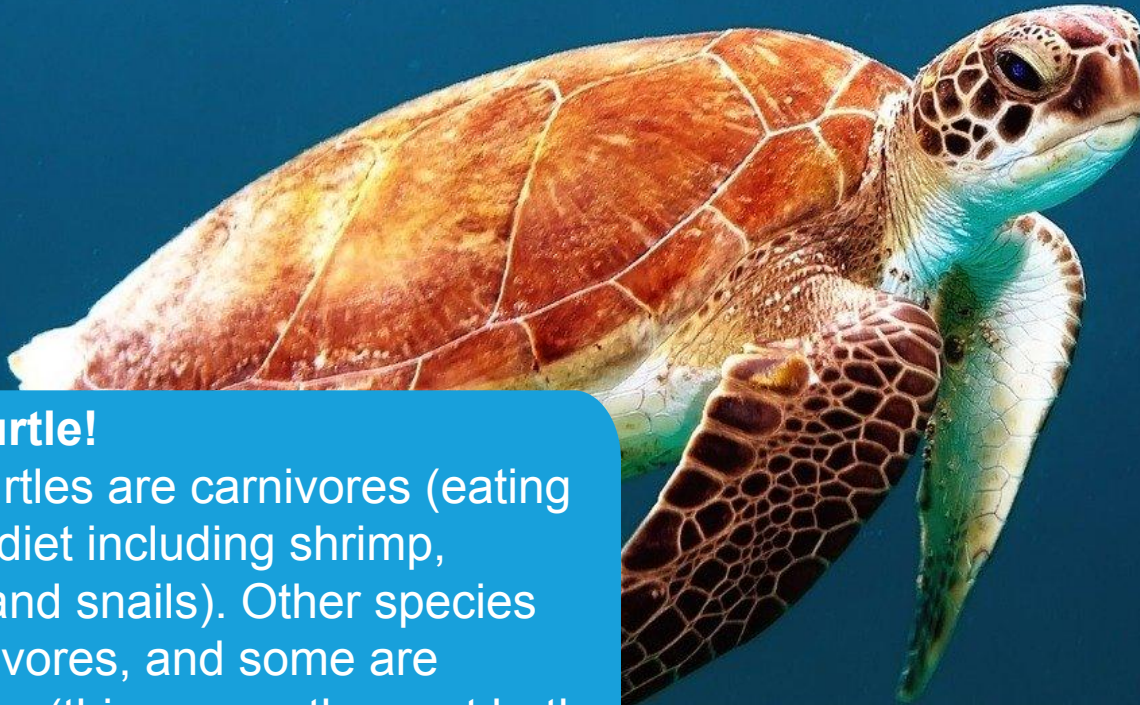 urtle!
rtles are carnivores (eating
diet including shrimp,
and snails). Other species
vores, and some are